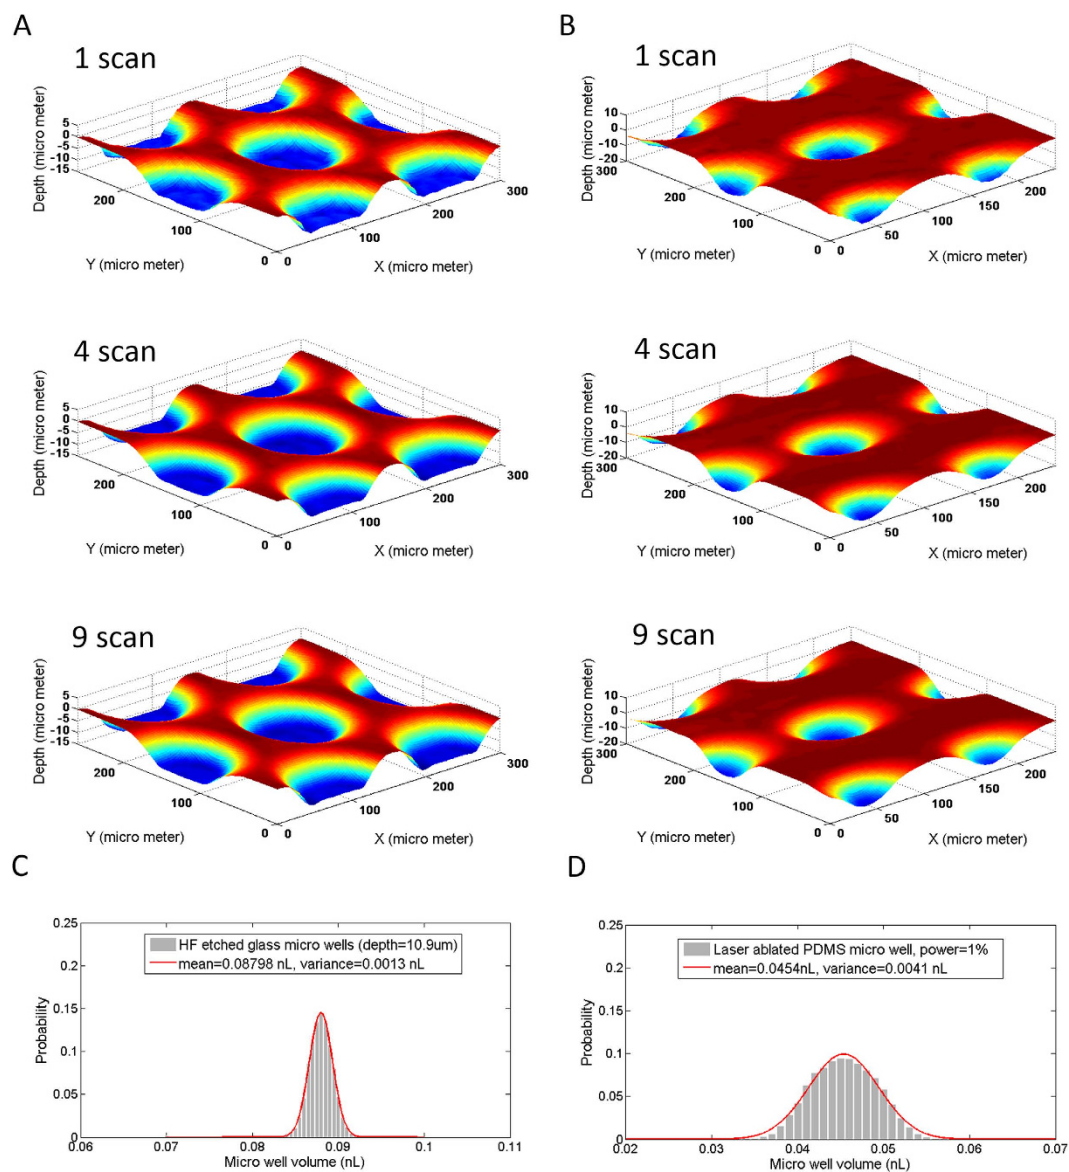 A
1 scan
Depth (micro meter)
5
0
-5
-10
-15
200
100
0
Y (micro meter)
0
100
200
300
X (micro meter)
B
1 scan
Depth (micro meter)
10
0
-10
-20
300
200
100
0
Y (micro meter)
0
50
100
150
200
X (micro meter)
4 scan
Depth (micro meter)
5
0
-5
-10
-15
200
100
0
Y (micro meter)
0
100
200
300
X (micro meter)
4 scan
Depth (micro meter)
10
0
-10
-20
300
200
100
0
Y (micro meter)
0
50
100
150
200
X (micro meter)
9 scan
Depth (micro meter)
5
0
-5
-10
-15
200
100
0
Y (micro meter)
0
100
200
300
X (micro meter)
9 scan
Depth (micro meter)
10
0
-10
-20
300
200
100
0
Y (micro meter)
0
50
100
150
200
X (micro meter)
C
Probability
0.25
0.2
0.15
0.1
0.05
0
HF etched glass micro wells (depth=10.9um)
mean=0.08798 nL, variance=0.0013 nL
0.06 0.07 0.08 0.09 0.1 0.11
Micro well volume (nL)
D
Probability
0.25
0.2
0.15
0.1
0.05
0
Laser ablated PDMS micro well, power=1%
mean=0.0454nL, variance=0.0041 nL
0.02 0.03 0.04 0.05 0.06 0.07
Micro well volume (nL)